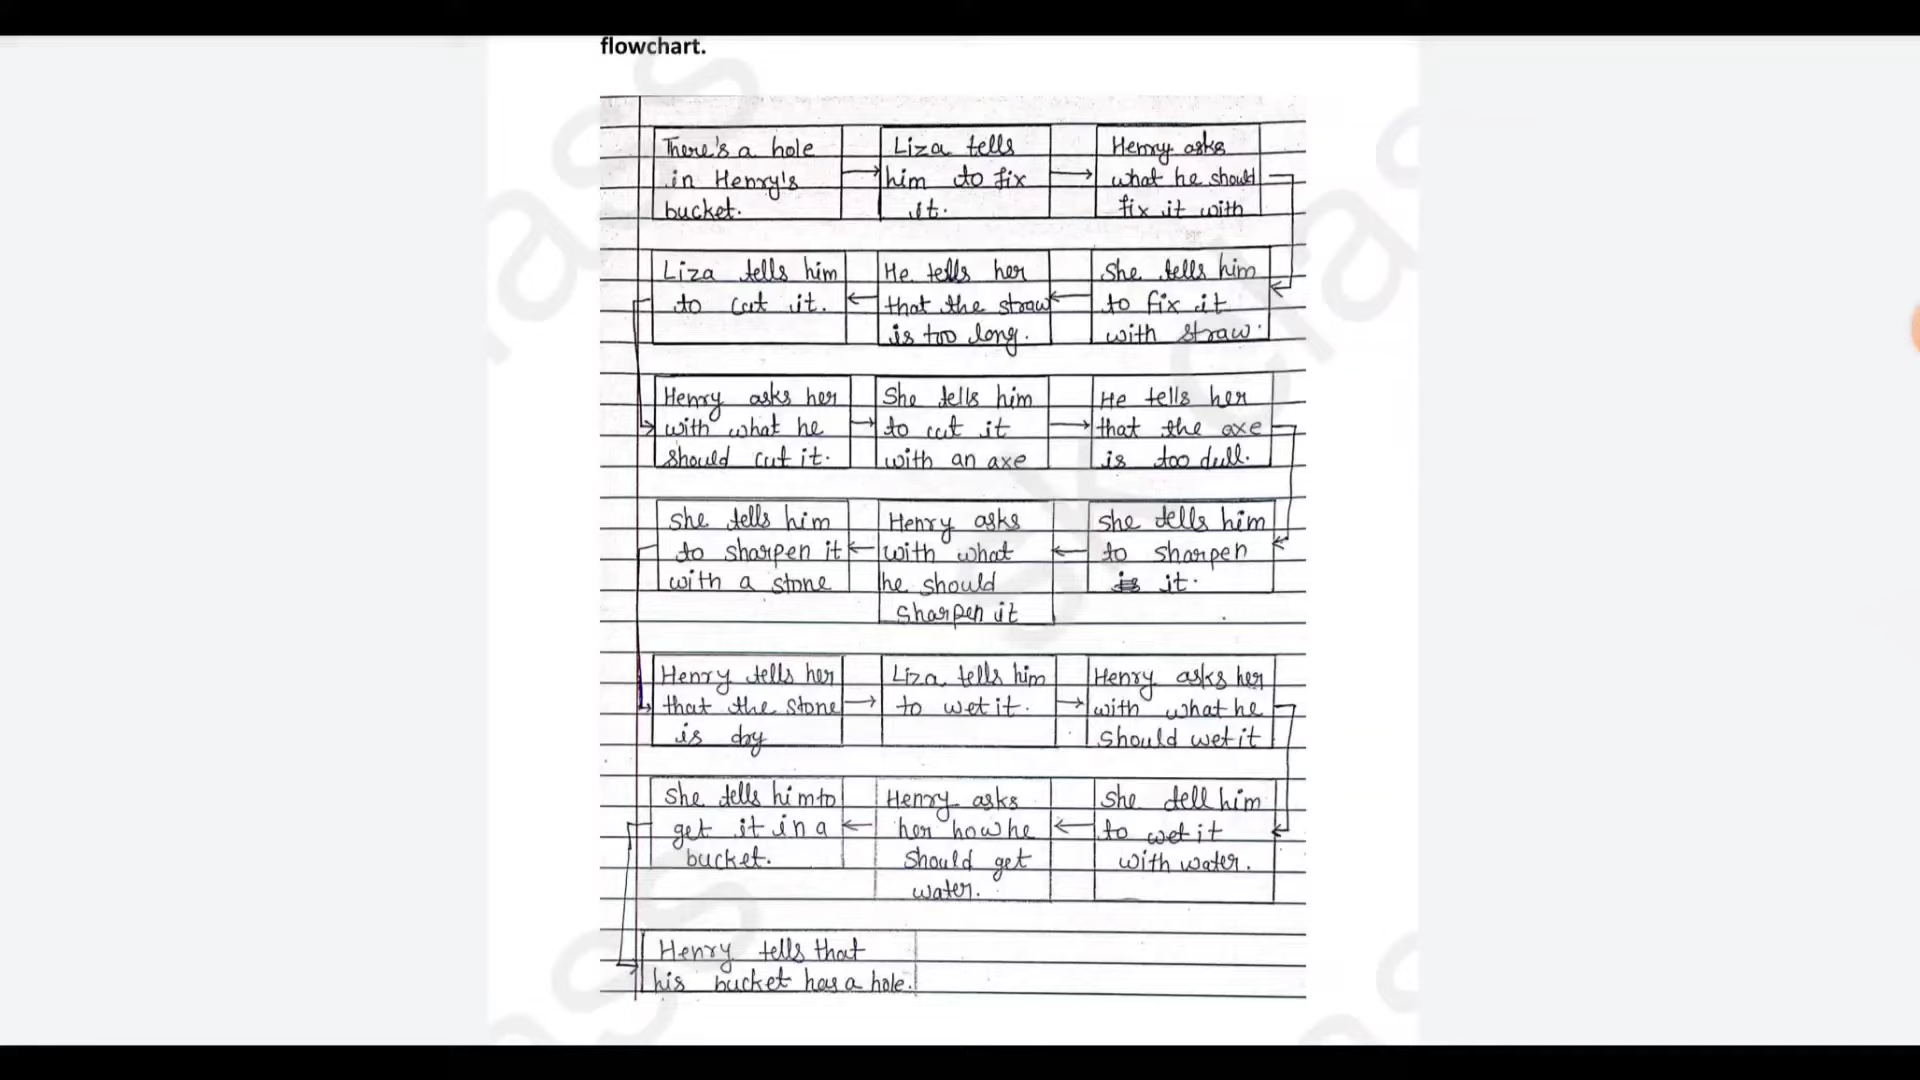 flowchart.
There's a hole
in Henry's
bucket.
Liza tells
him to fix
it.
Henry asks
what he should
fix it with
She tells him
to fix it
with straw.
He tells her
that the straw
is too long.
Liza tells him
to cut it.
Henry asks her
with what he
should cut it.
She tells him
to cut it
with an axe
He tells her
that the axe
is too dull.
she tells him
to sharpen
is it.
Henry asks
with what
he should
sharpen it
she tells him
to sharpen it
with a stone
Henry tells her
that the stone
is dry
Liza tells him
to wet it.
Henry asks her
with what he
should wet it
she tell him
to wet it
with water.
Henry asks
her how he
should get
water.
she tells him to
get it in a
bucket.
Henry tells that
his bucket has a hole.
sk class